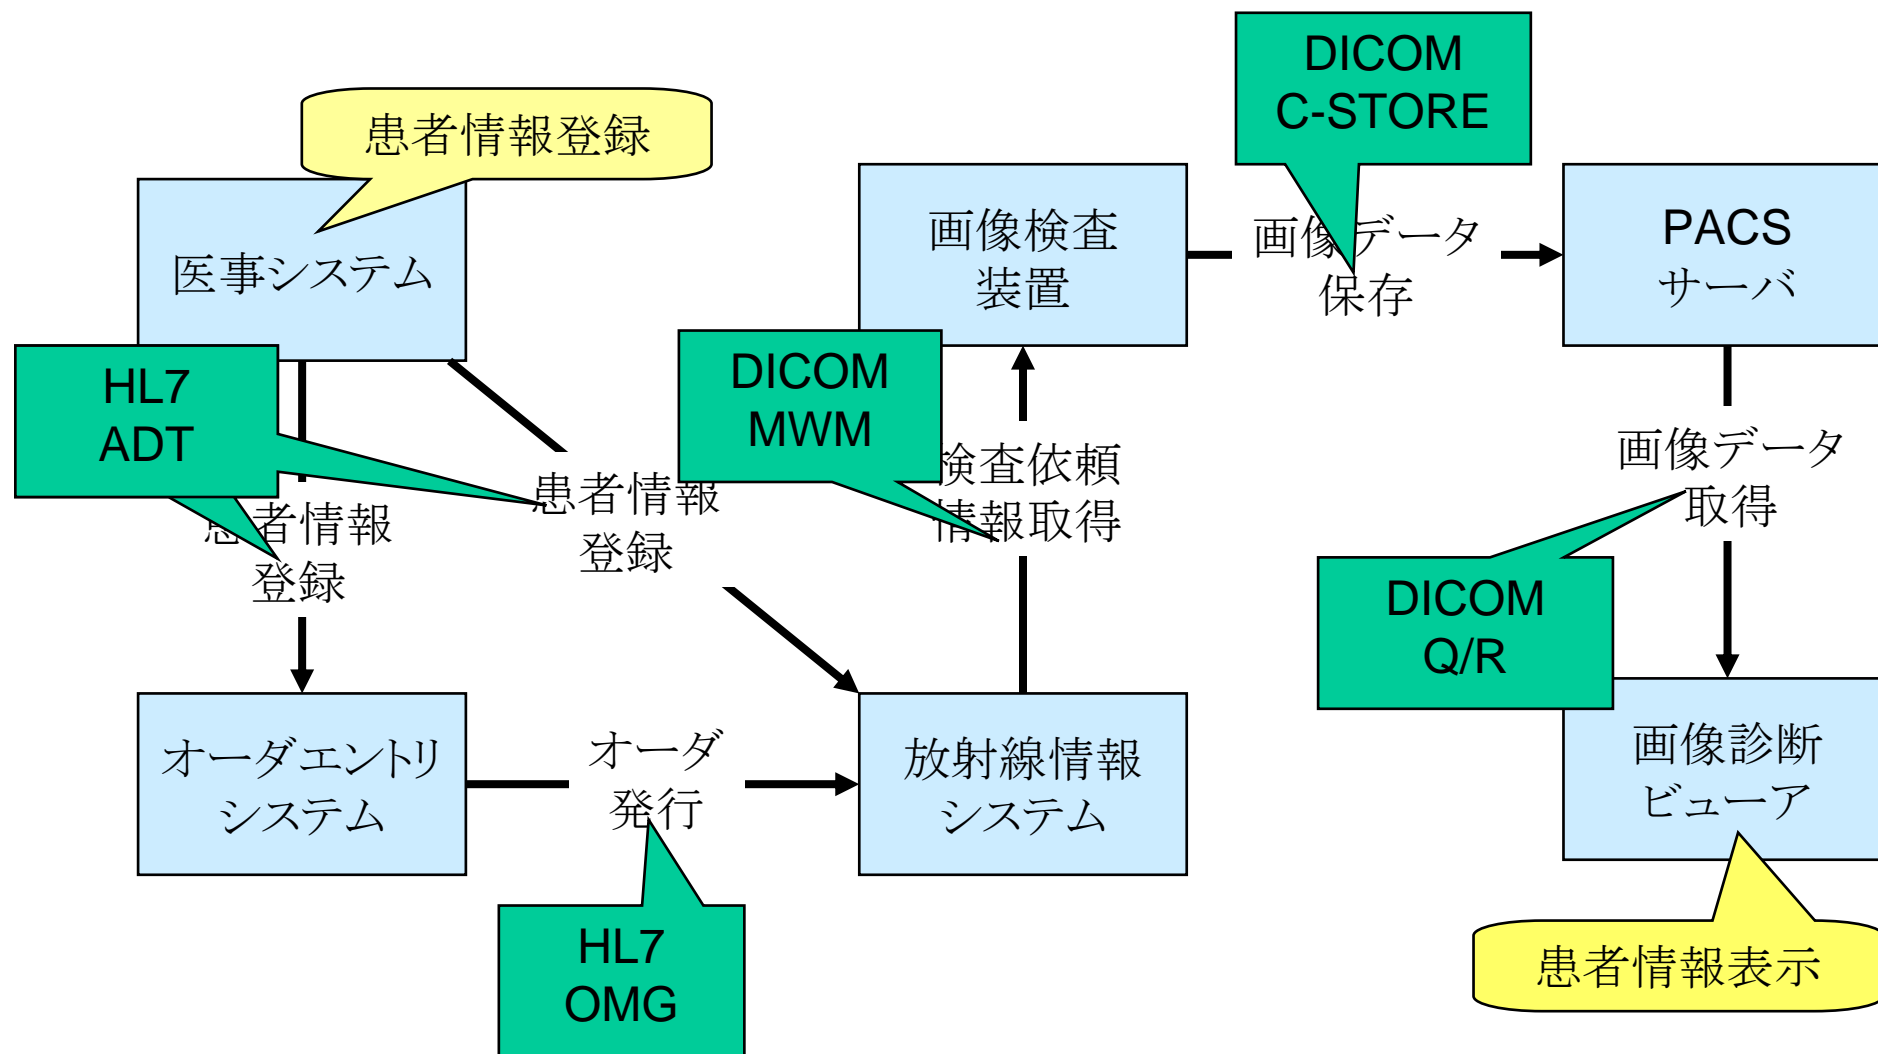 患者情報登録
医事システム
HL7
ADT
患者情報
登録
患者情報
登録
オーダエントリ
システム
オーダ
発行
HL7
OMG
放射線情報
システム
DICOM
MWM
検査依頼
情報取得
画像検査
装置
DICOM
C-STORE
画像データ
保存
PACS
サーバ
画像データ
取得
DICOM
Q/R
画像診断
ビューア
患者情報表示